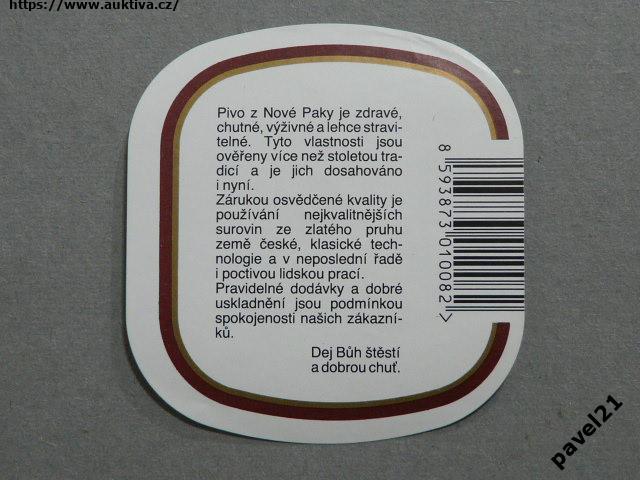 https://www.auktiva.cz/
Pivo z Nové Paky je zdravé,
chutné, výživné a lehce stravi-
telné. Tyto vlastnosti jsou
ověřeny více než stoletou tra-
dicí a je jich dosahováno
i nyní.
Zárukou osvědčené kvality je
používání nejkvalitnějších
surovin ze zlatého pruhu
země české, klasické tech-
nologie a v neposlední řadě
i poctivou lidskou prací.
Pravidelné dodávky a dobré
uskladnění jsou podmínkou
spokojenosti našich zákazní-
ků.
Dej Bůh štěstí
a dobrou chuť.
8 593873 010082 >
pavel21